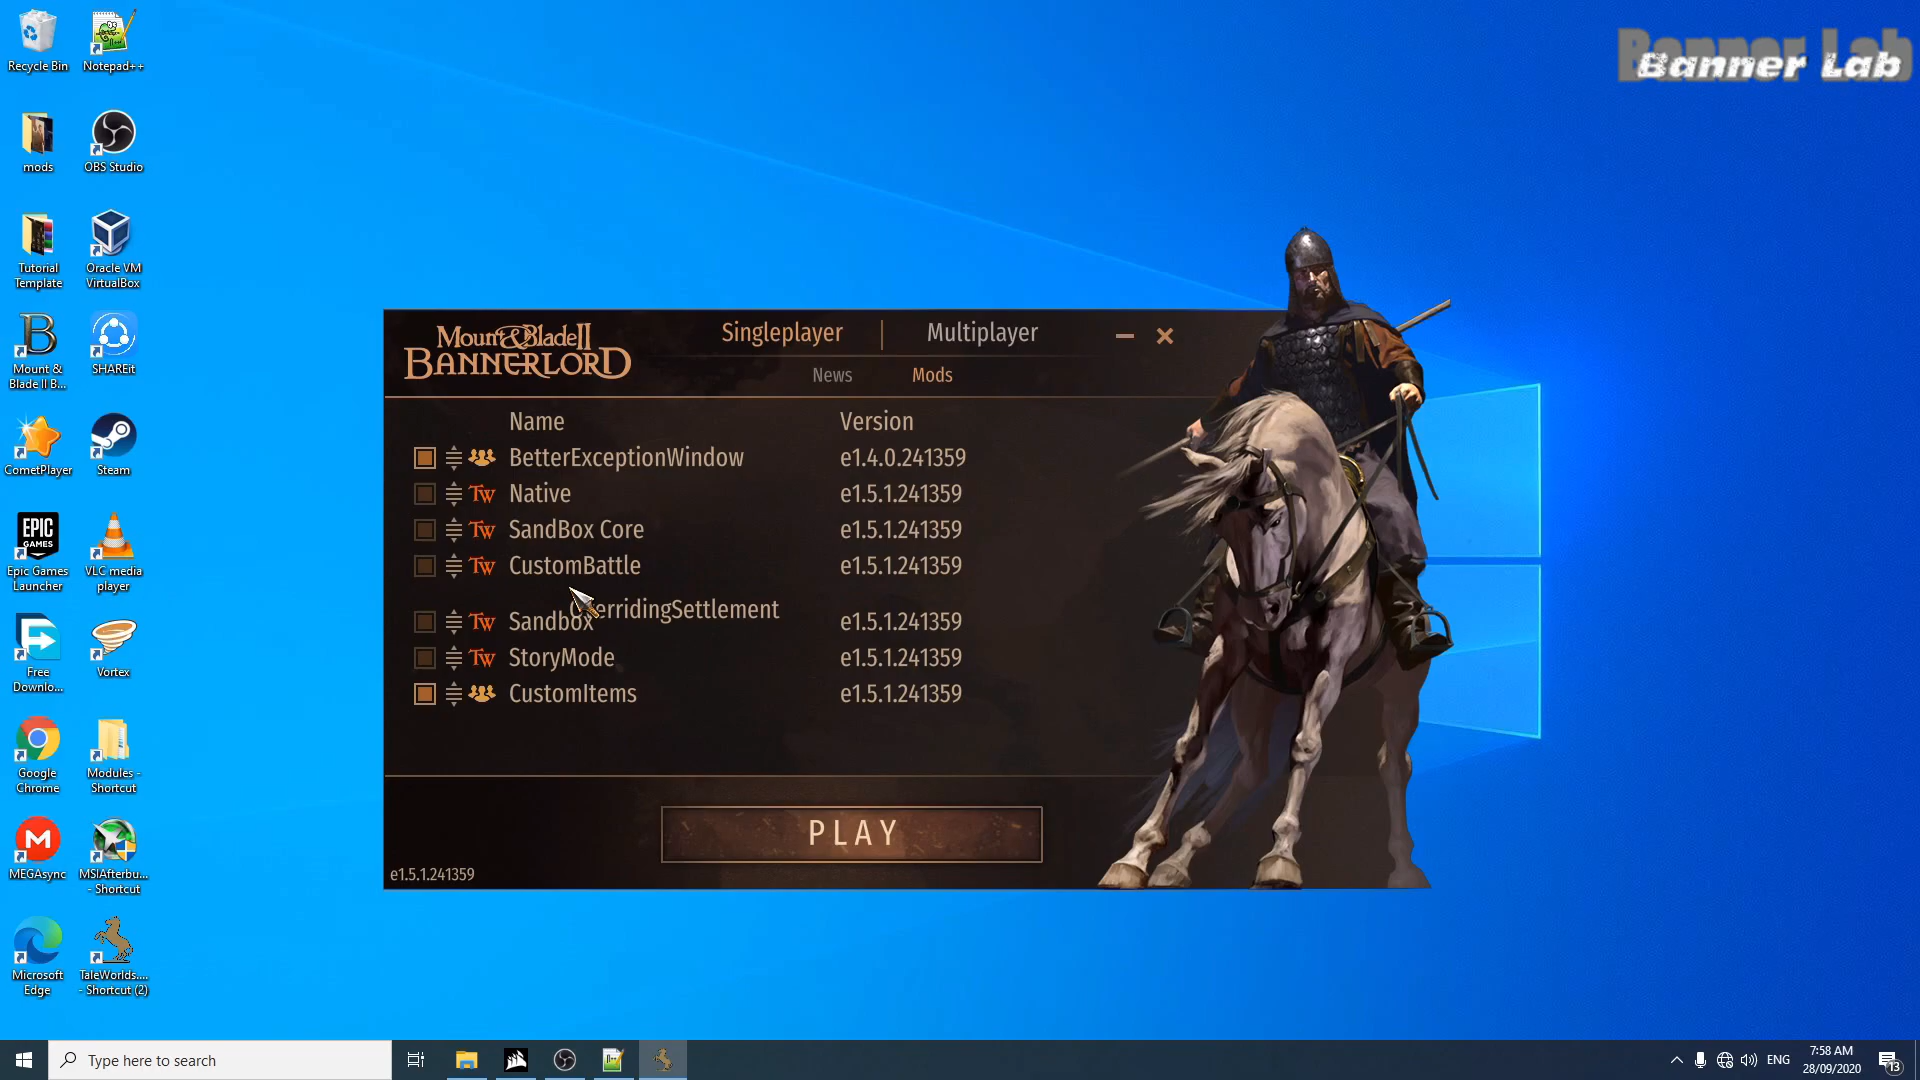 Recycle Bin
Notepad++
mods
OBS Studio
Tutorial
Template
Oracle VM
VirtualBox
Mount &
Blade II B...
SHAREit
CometPlayer
Steam
EPIC
GAMES
Epic Games
Launcher
VLC media
player
Free
Downlo...
Vortex
Google
Chrome
Modules -
Shortcut
MEGAsync
MSIAfterbu...
- Shortcut
Microsoft
Edge
TaleWorlds....
- Shortcut (2)
Banner Lab
Banner Lab
Mount & Blade II
BANNERLORD
Singleplayer
Multiplayer
News
Mods
Name Version
BetterExceptionWindow e1.4.0.241359
TW Native e1.5.1.241359
TW SandBox Core e1.5.1.241359
TW CustomBattle e1.5.1.241359
erridingSettlement
TW Sandbox e1.5.1.241359
TW StoryMode e1.5.1.241359
CustomItems e1.5.1.241359
PLAY
e1.5.1.241359
Type here to search
ENG
7:58 AM
28/09/2020
13